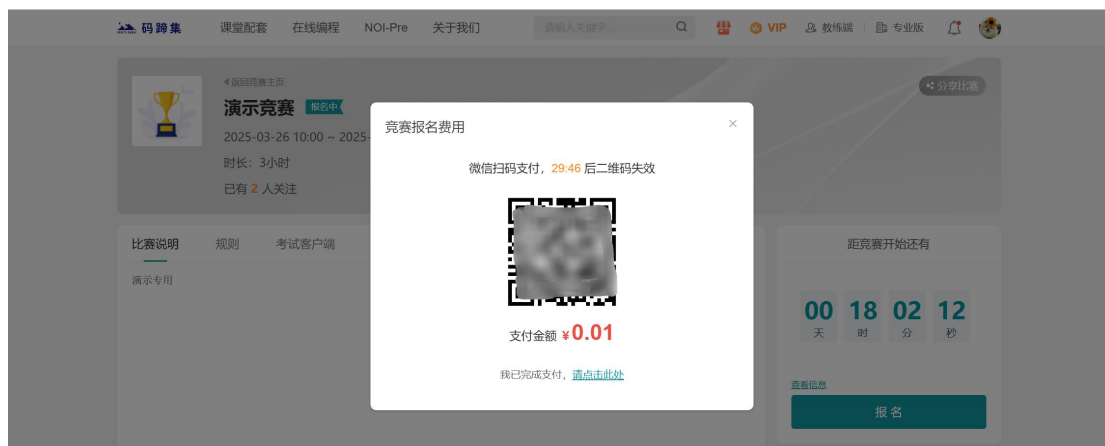 码蹄集 课堂配套 在线编程 NOI-Pre 关于我们 请输入关键字... VIP 教练端 专业版
返回竞赛主页
演示竞赛 报名中 分享比赛
2025-03-26 10:00 ~ 2025-
时长：3小时
已有 2 人关注
竞赛报名费用 ×
微信扫码支付，29:46 后二维码失效
支付金额 ¥0.01
我已完成支付，请点击此处
比赛说明 规则 考试客户端
演示专用
距竞赛开始还有
00 18 02 12
天 时 分 秒
查看信息
报 名